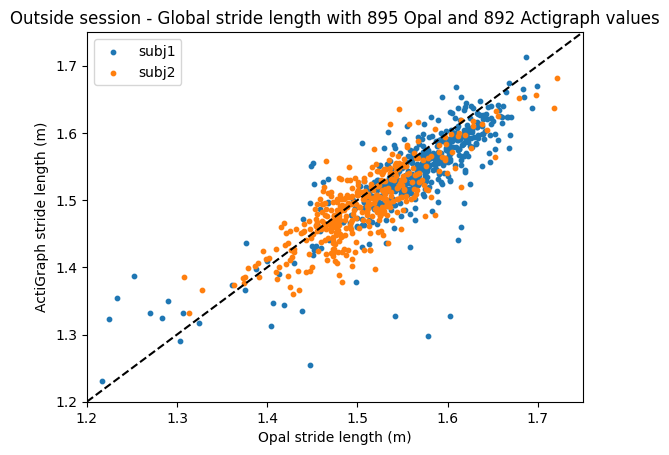 Outside session - Global stride length with 895 Opal and 892 Actigraph values
subj1
subj2
1.7
1.6
1.5
1.4
1.3
1.2
ActiGraph stride length (m)
1.2 1.3 1.4 1.5 1.6 1.7
Opal stride length (m)